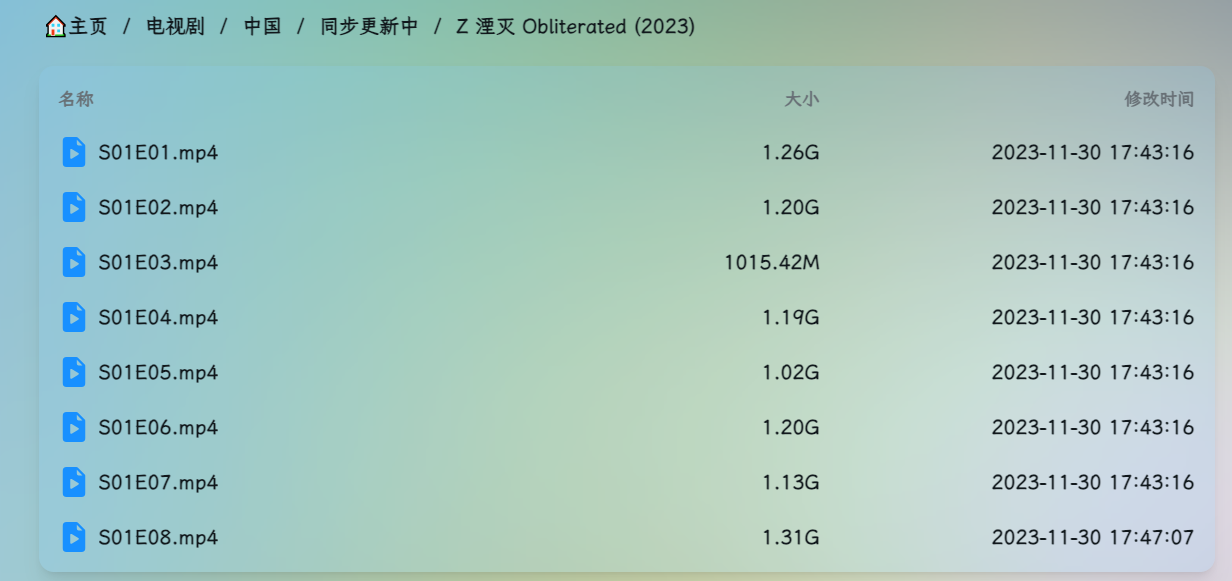 主页 / 电视剧 / 中国 / 同步更新中 / Z 湮灭 Obliterated (2023)
名称 大小 修改时间
S01E01.mp4 1.26G 2023-11-30 17:43:16
S01E02.mp4 1.20G 2023-11-30 17:43:16
S01E03.mp4 1015.42M 2023-11-30 17:43:16
S01E04.mp4 1.19G 2023-11-30 17:43:16
S01E05.mp4 1.02G 2023-11-30 17:43:16
S01E06.mp4 1.20G 2023-11-30 17:43:16
S01E07.mp4 1.13G 2023-11-30 17:43:16
S01E08.mp4 1.31G 2023-11-30 17:47:07